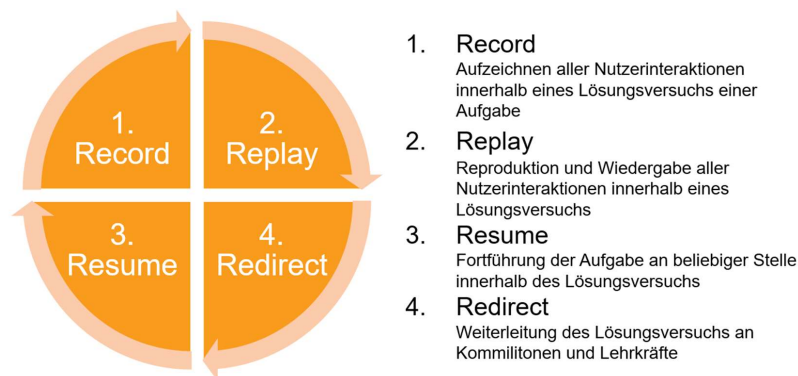 1.
Record
2.
Replay
3.
Resume
4.
Redirect
1. Record
Aufzeichnen aller Nutzerinteraktionen
innerhalb eines Lösungsversuchs einer
Aufgabe
2. Replay
Reproduktion und Wiedergabe aller
Nutzerinteraktionen innerhalb eines
Lösungsversuchs
3. Resume
Fortführung der Aufgabe an beliebiger Stelle
innerhalb des Lösungsversuchs
4. Redirect
Weiterleitung des Lösungsversuchs an
Kommilitonen und Lehrkräfte